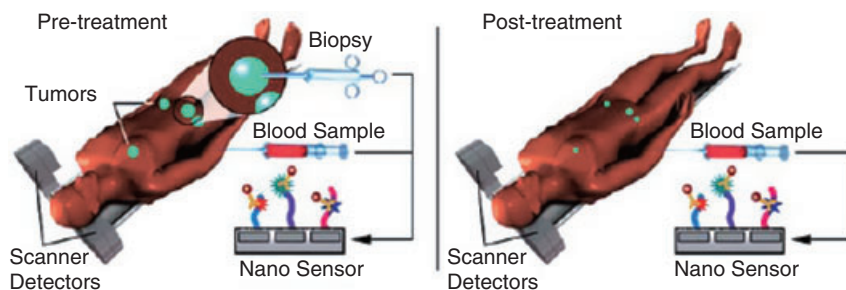 Pre-treatment
Biopsy
Tumors
Blood Sample
Scanner
Detectors
Nano Sensor
Post-treatment
Blood Sample
Scanner
Detectors
Nano Sensor